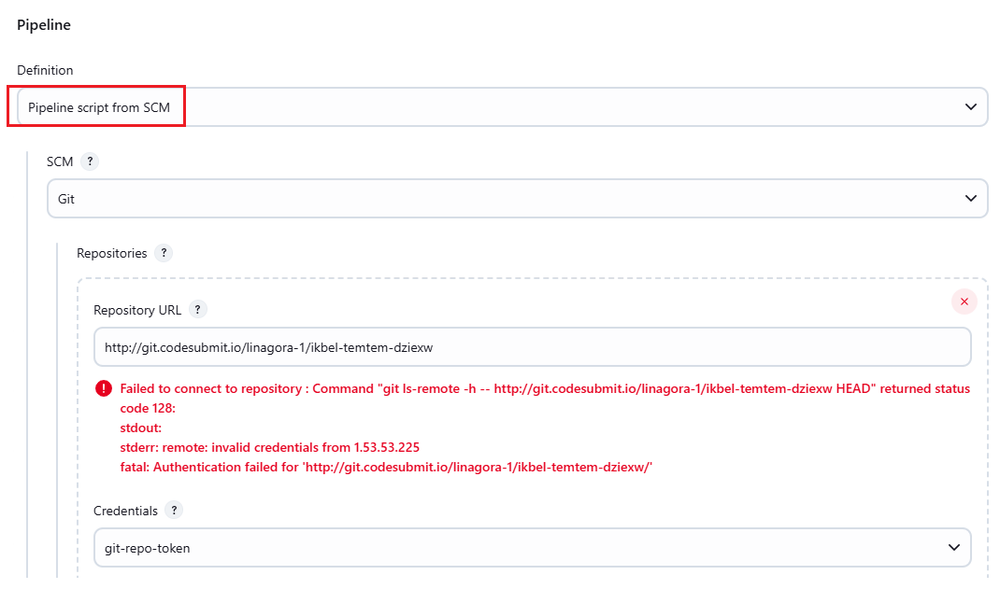 Pipeline
Definition
Pipeline script from SCM
SCM ?
Git
Repositories ?
Repository URL ?
http://git.codesubmit.io/linagora-1/ikbel-temtem-dziexw
Failed to connect to repository : Command "git ls-remote -h -- http://git.codesubmit.io/linagora-1/ikbel-temtem-dziexw HEAD" returned status
code 128:
stdout:
stderr: remote: invalid credentials from 1.53.53.225
fatal: Authentication failed for 'http://git.codesubmit.io/linagora-1/ikbel-temtem-dziexw/'
Credentials ?
git-repo-token